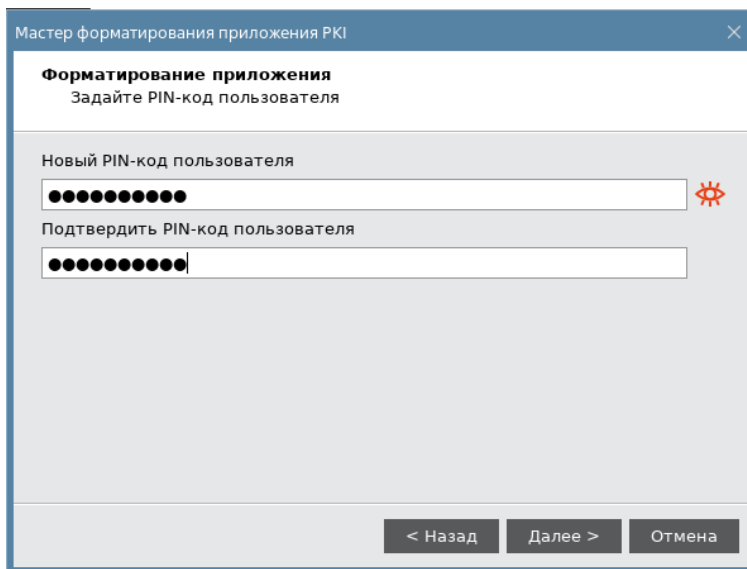 Мастер форматирования приложения PKI
Форматирование приложения
Задайте PIN-код пользователя
Новый PIN-код пользователя
●●●●●●●●●●
Подтвердить PIN-код пользователя
●●●●●●●●●●
< Назад
Далее >
Отмена